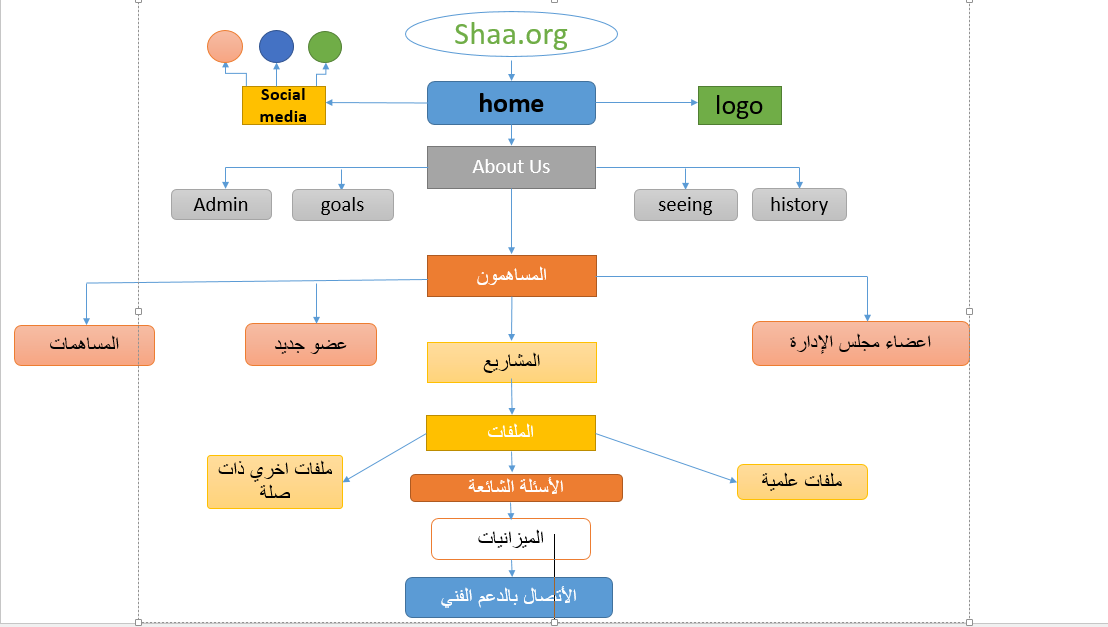 Shaa.org
Social
media
home
logo
About Us
Admin
goals
seeing
history
المساهمون
المساهمات
عضو جديد
اعضاء مجلس الإدارة
المشاريع
الملفات
ملفات اخري ذات
صلة
ملفات علمية
الأسئلة الشائعة
الميزانيات
الأتصال بالدعم الفني